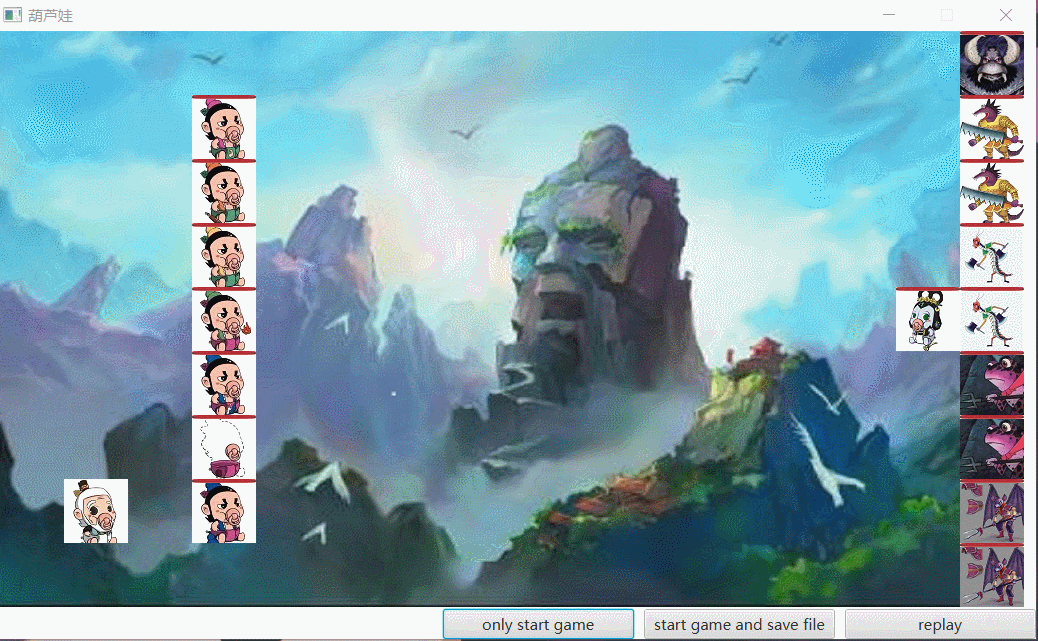 葫芦娃
only start game
start game and save file
replay